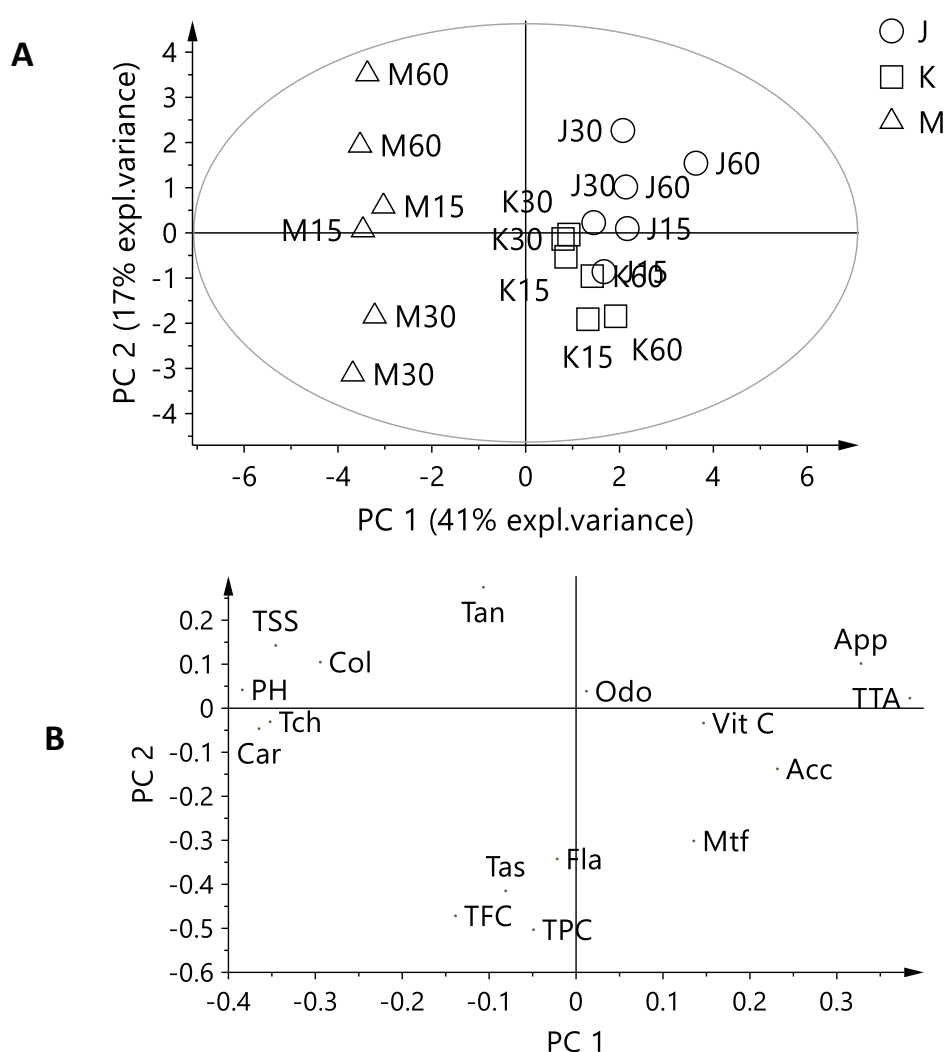 A
J
K
M
PC 2 (17% expl.variance)
4
3
2
1
0
-1
-2
-3
-4
M60
M60
M15
M15
M30
M30
J30
J60
J30
J60
K30
J15
K30
J15
K60
K15
K15
K60
-6
-4
-2
0
2
4
6
PC 1 (41% expl.variance)
B
PC 2
0.2
0.1
0
-0.1
-0.2
-0.3
-0.4
-0.5
-0.6
Tan
TSS
App
Col
PH
Odo
TTA
Tch
Vit C
Car
Acc
Mtf
Fla
Tas
TFC
TPC
-0.4
-0.3
-0.2
-0.1
0
0.1
0.2
0.3
PC 1